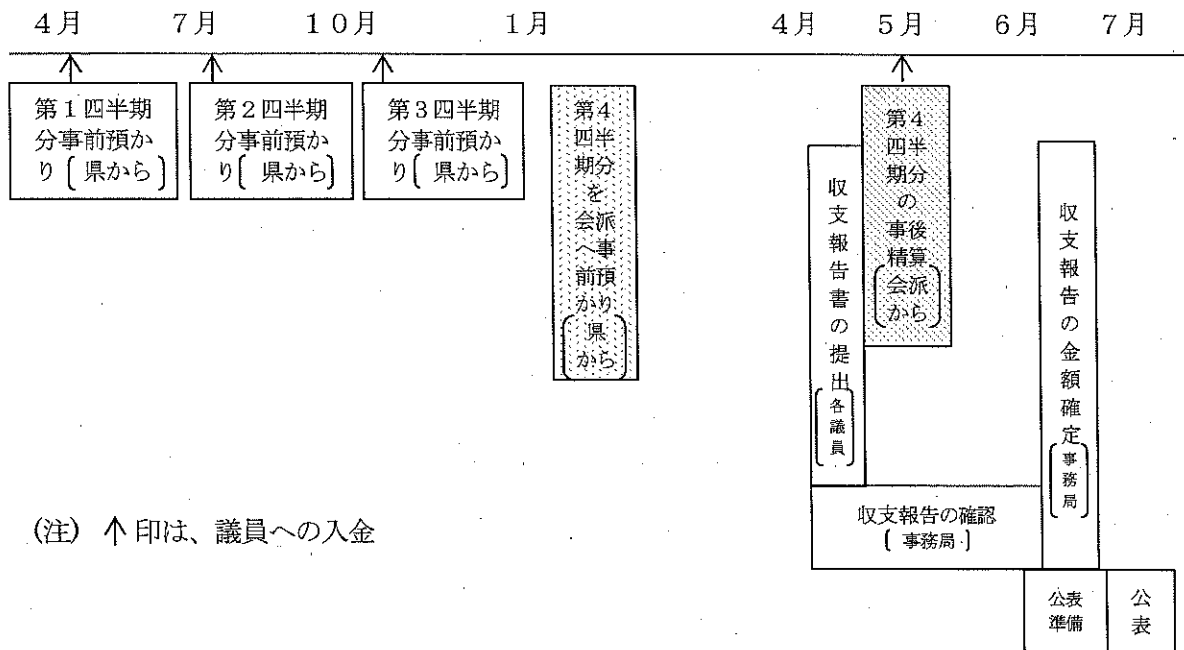 4月 7月 10月 1月 4月 5月 6月 7月
第1四半期
分事前預か
り〔県から〕
第2四半期
分事前預か
り〔県から〕
第3四半期
分事前預か
り〔県から〕
第4四半期分を会派へ事前預かり〔県から〕
収支報告書の提出〔各議員〕
第4四半期分の事後精算〔会派から〕
収支報告の金額確定〔事務局〕
収支報告の確認
〔事務局〕
公表
準備
公表
(注) ↑印は、議員への入金